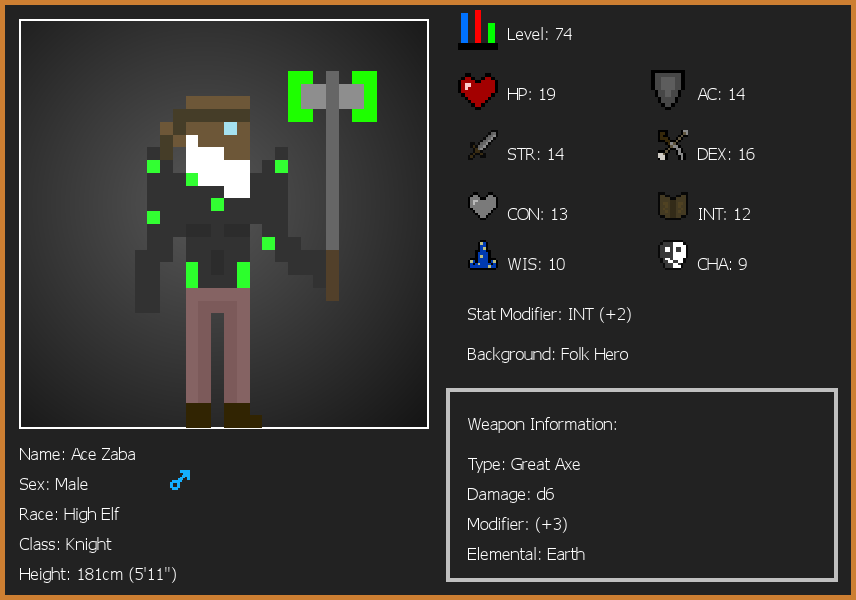 Level: 74
HP: 19
AC: 14
STR: 14
DEX: 16
CON: 13
INT: 12
WIS: 10
CHA: 9
Stat Modifier: INT (+2)
Background: Folk Hero
Weapon Information:
Type: Great Axe
Damage: d6
Modifier: (+3)
Elemental: Earth
Name: Ace Zaba
Sex: Male
Race: High Elf
Class: Knight
Height: 181cm (5'11")